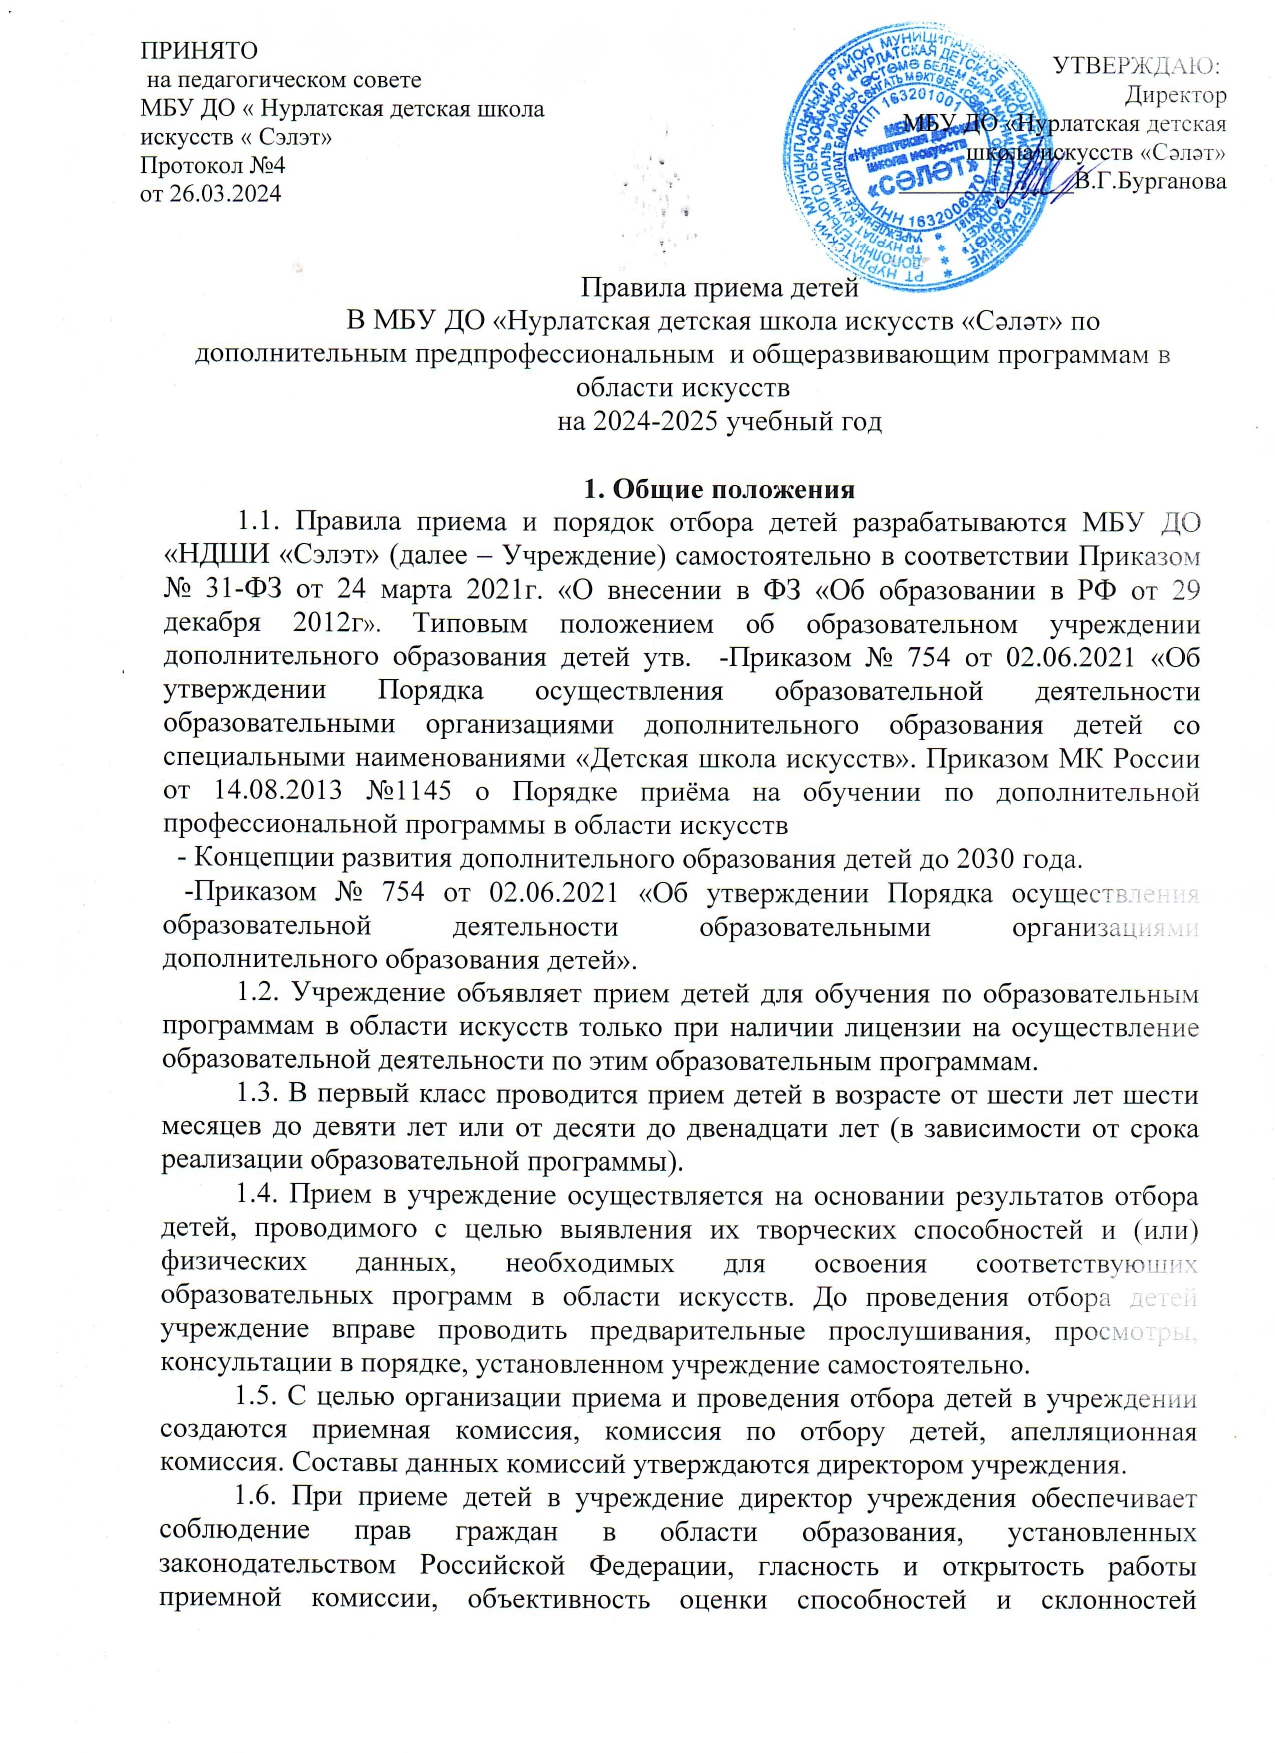 ПРИНЯТО
на педагогическом совете
МБУ ДО « Нурлатская детская школа
искусств « Сэлэт»
Протокол №4
от 26.03.2024
УТВЕРЖДАЮ:
Директор
МБУ ДО «Нурлатская детская
школа искусств «Сәләт»
В.Г.Бурганова
КПП 163201001
«Нурлатская детская
школа искусств
«СӘЛӘТ»
ИНН 1632006070
Правила приема детей
В МБУ ДО «Нурлатская детская школа искусств «Сәләт» по
дополнительным предпрофессиональным и общеразвивающим программам в
области искусств
на 2024-2025 учебный год
1. Общие положения
1.1. Правила приема и порядок отбора детей разрабатываются МБУ ДО
«НДШИ «Сэлэт» (далее – Учреждение) самостоятельно в соответствии Приказом
№ 31-ФЗ от 24 марта 2021г. «О внесении в ФЗ «Об образовании в РФ от 29
декабря 2012г». Типовым положением об образовательном учреждении
дополнительного образования детей утв. -Приказом № 754 от 02.06.2021 «Об
утверждении Порядка осуществления образовательной деятельности
образовательными организациями дополнительного образования детей со
специальными наименованиями «Детская школа искусств». Приказом МК России
от 14.08.2013 №1145 о Порядке приёма на обучении по дополнительной
профессиональной программы в области искусств
- Концепции развития дополнительного образования детей до 2030 года.
-Приказом № 754 от 02.06.2021 «Об утверждении Порядка осуществления
образовательной деятельности образовательными организациями
дополнительного образования детей».
1.2. Учреждение объявляет прием детей для обучения по образовательным
программам в области искусств только при наличии лицензии на осуществление
образовательной деятельности по этим образовательным программам.
1.3. В первый класс проводится прием детей в возрасте от шести лет шести
месяцев до девяти лет или от десяти до двенадцати лет (в зависимости от срока
реализации образовательной программы).
1.4. Прием в учреждение осуществляется на основании результатов отбора
детей, проводимого с целью выявления их творческих способностей и (или)
физических данных, необходимых для освоения соответствующих
образовательных программ в области искусств. До проведения отбора детей
учреждение вправе проводить предварительные прослушивания, просмотры,
консультации в порядке, установленном учреждение самостоятельно.
1.5. С целью организации приема и проведения отбора детей в учреждении
создаются приемная комиссия, комиссия по отбору детей, апелляционная
комиссия. Составы данных комиссий утверждаются директором учреждения.
1.6. При приеме детей в учреждение директор учреждения обеспечивает
соблюдение прав граждан в области образования, установленных
законодательством Российской Федерации, гласность и открытость работы
приемной комиссии, объективность оценки способностей и склонностей